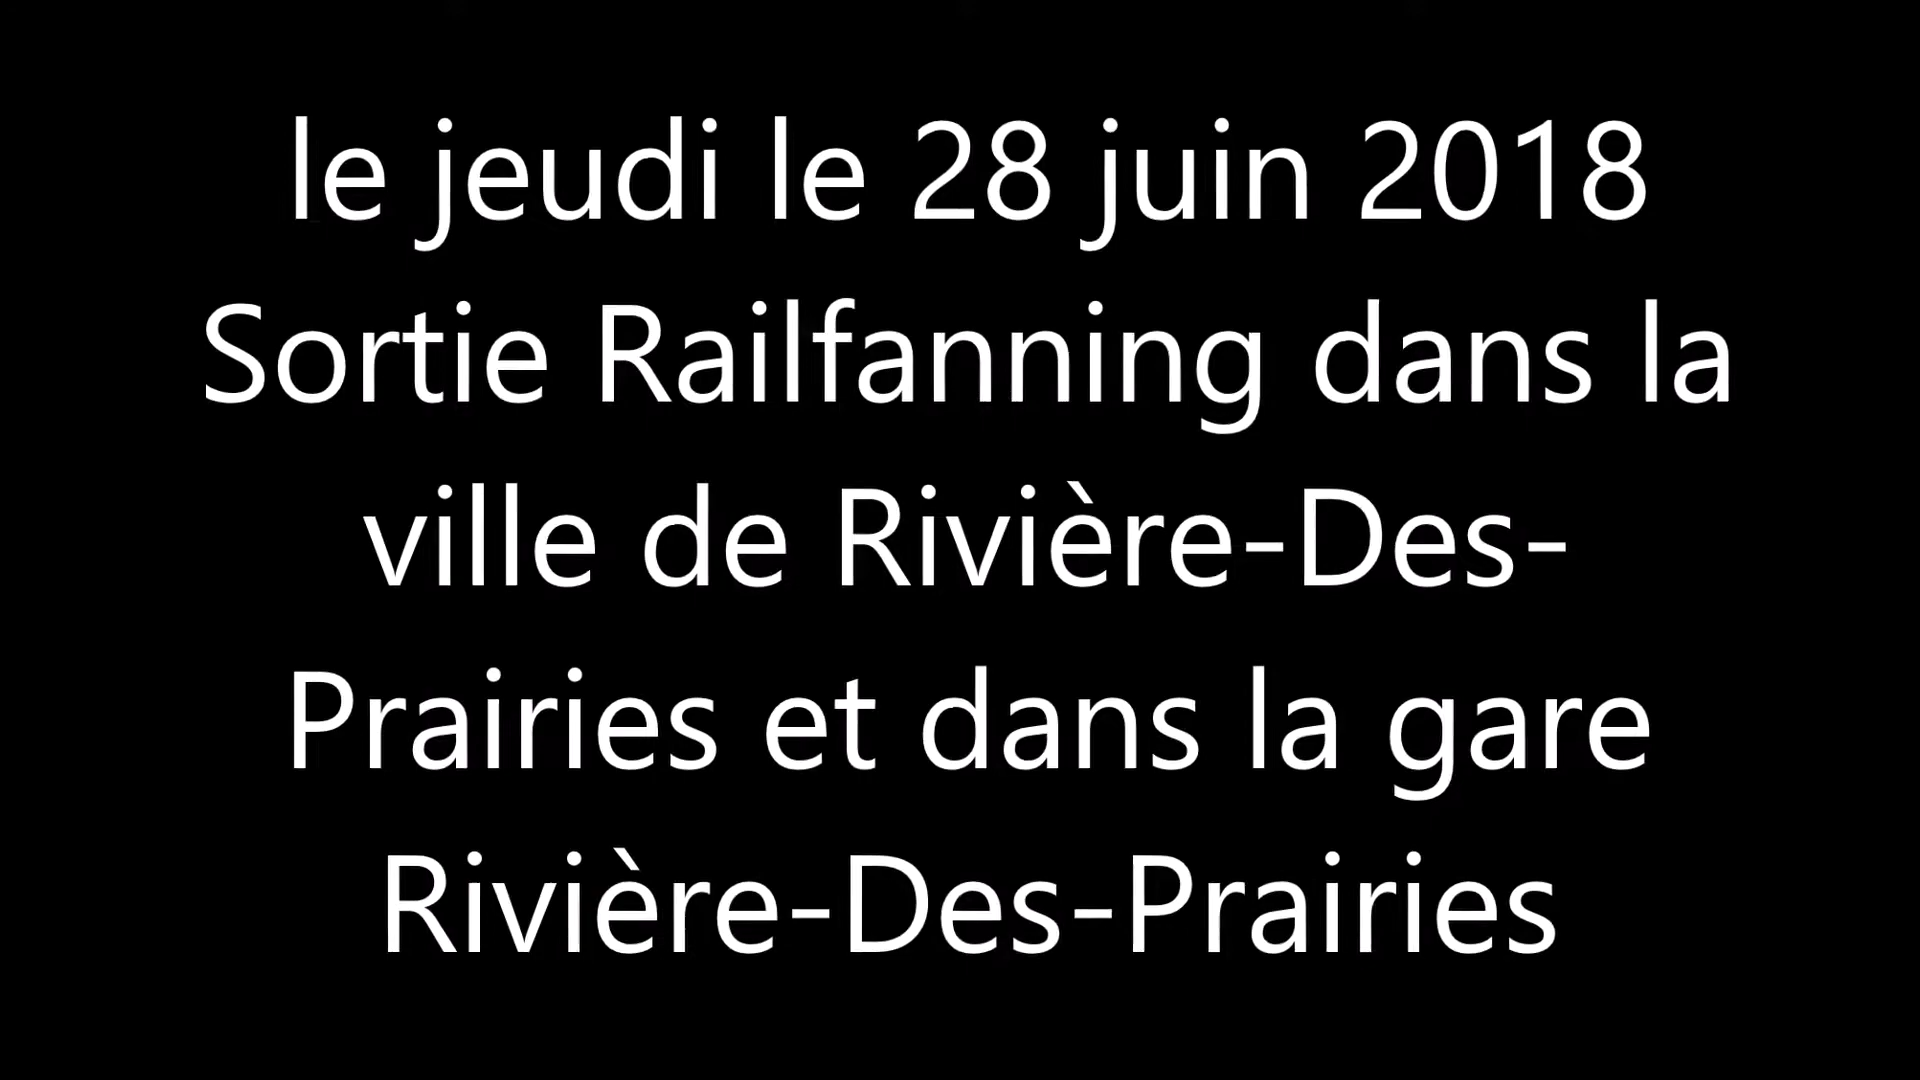 le jeudi le 28 juin 2018
Sortie Railfanning dans la
ville de Rivière-Des-
Prairies et dans la gare
Rivière-Des-Prairies